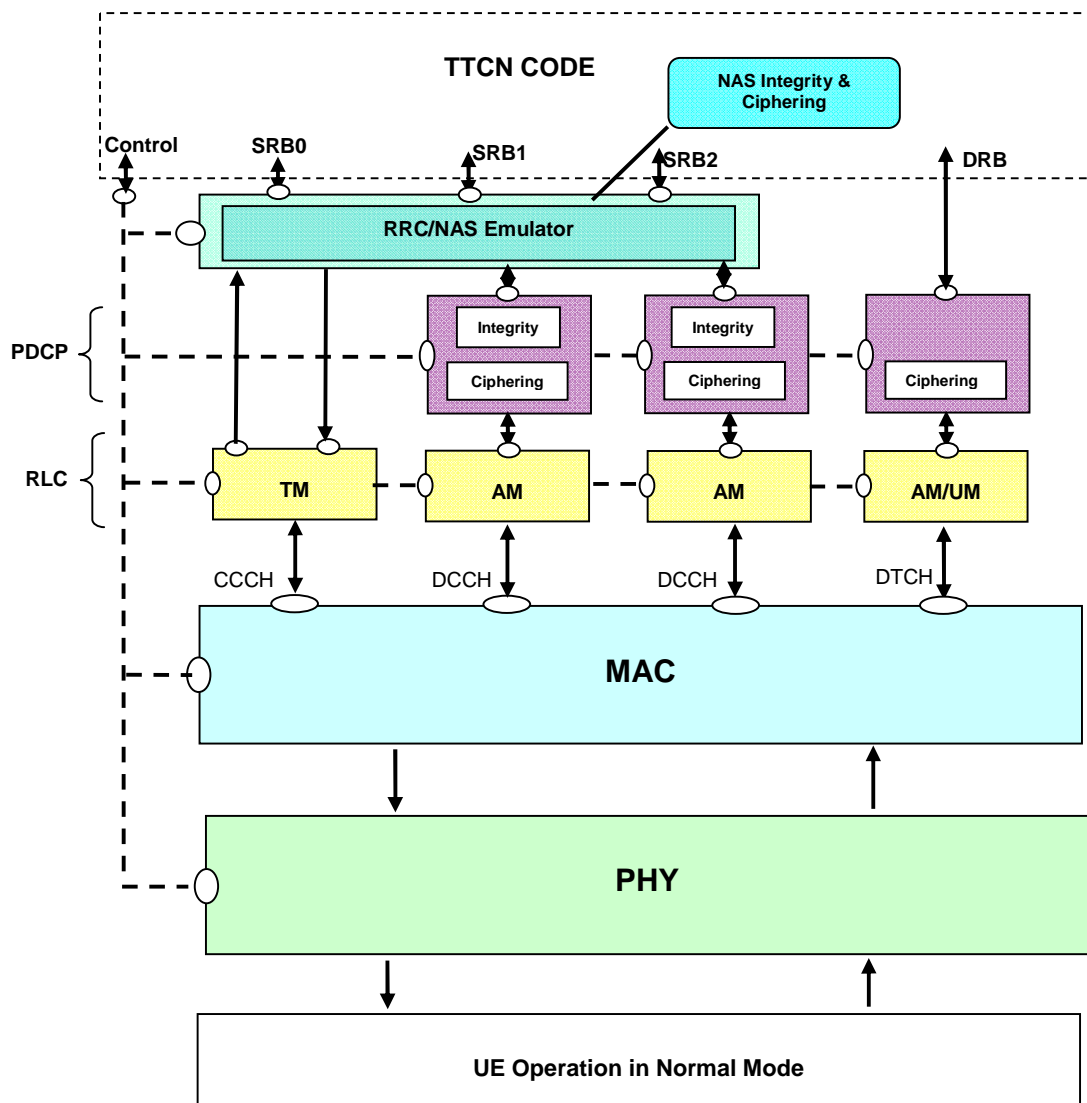 TTCN CODE
NAS Integrity &
Ciphering
Control
SRB0
SRB1
SRB2
DRB
RRC/NAS Emulator
PDCP
Integrity
Integrity
Ciphering
Ciphering
Ciphering
RLC
TM
AM
AM
AM/UM
CCCH
DCCH
DCCH
DTCH
MAC
PHY
UE Operation in Normal Mode